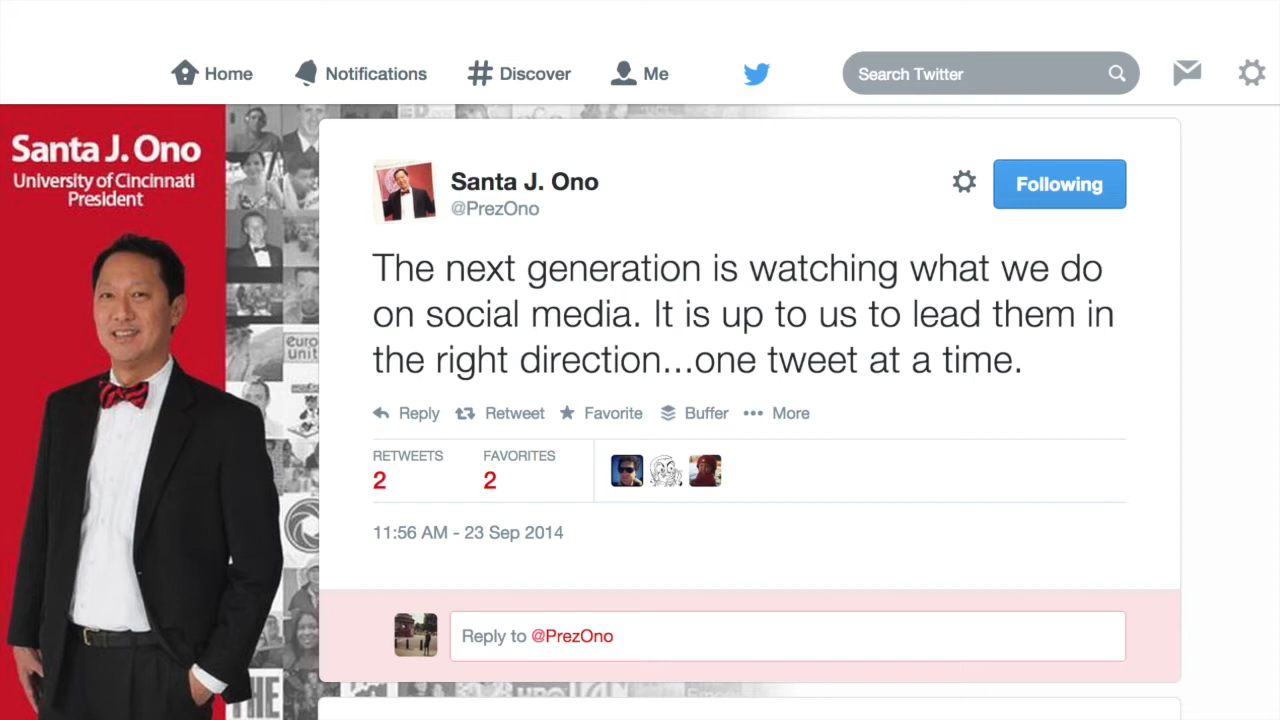 Home Notifications Discover Me Search Twitter
Santa J. Ono
University of Cincinnati
President
Santa J. Ono
@PrezOno
Following
The next generation is watching what we do
on social media. It is up to us to lead them in
the right direction...one tweet at a time.
Reply Retweet Favorite Buffer More
RETWEETS FAVORITES
2 2
11:56 AM - 23 Sep 2014
Reply to @PrezOno
euro
unit
THE